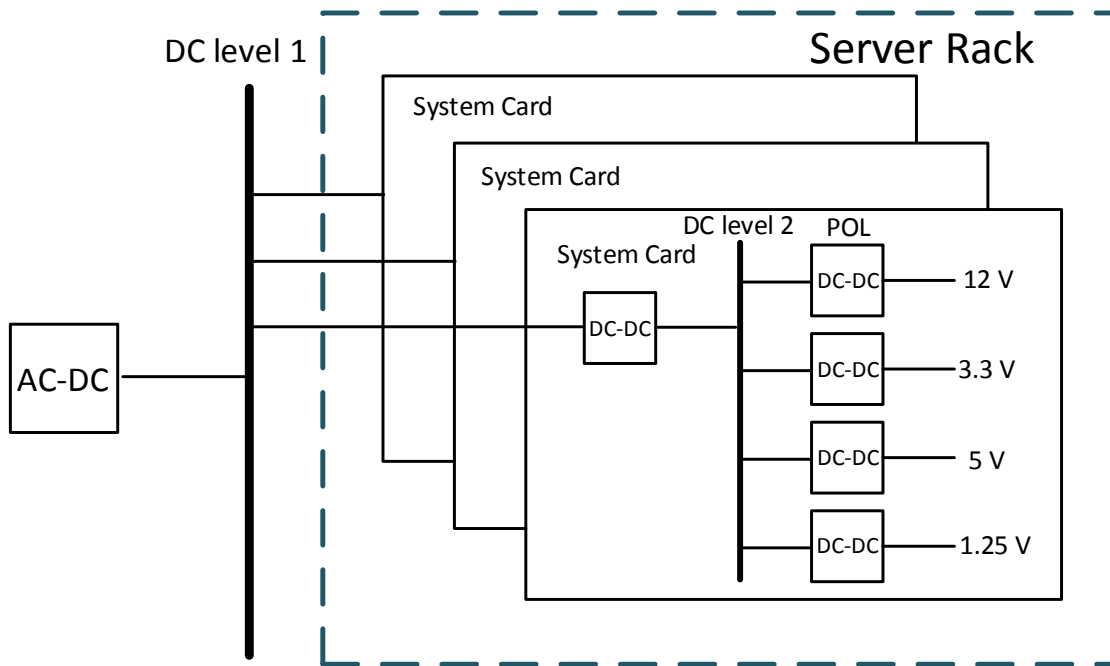 Server Rack
DC level 1
System Card
System Card
DC level 2
POL
System Card
DC-DC
12 V
DC-DC
AC-DC
DC-DC
3.3 V
DC-DC
5 V
DC-DC
1.25 V